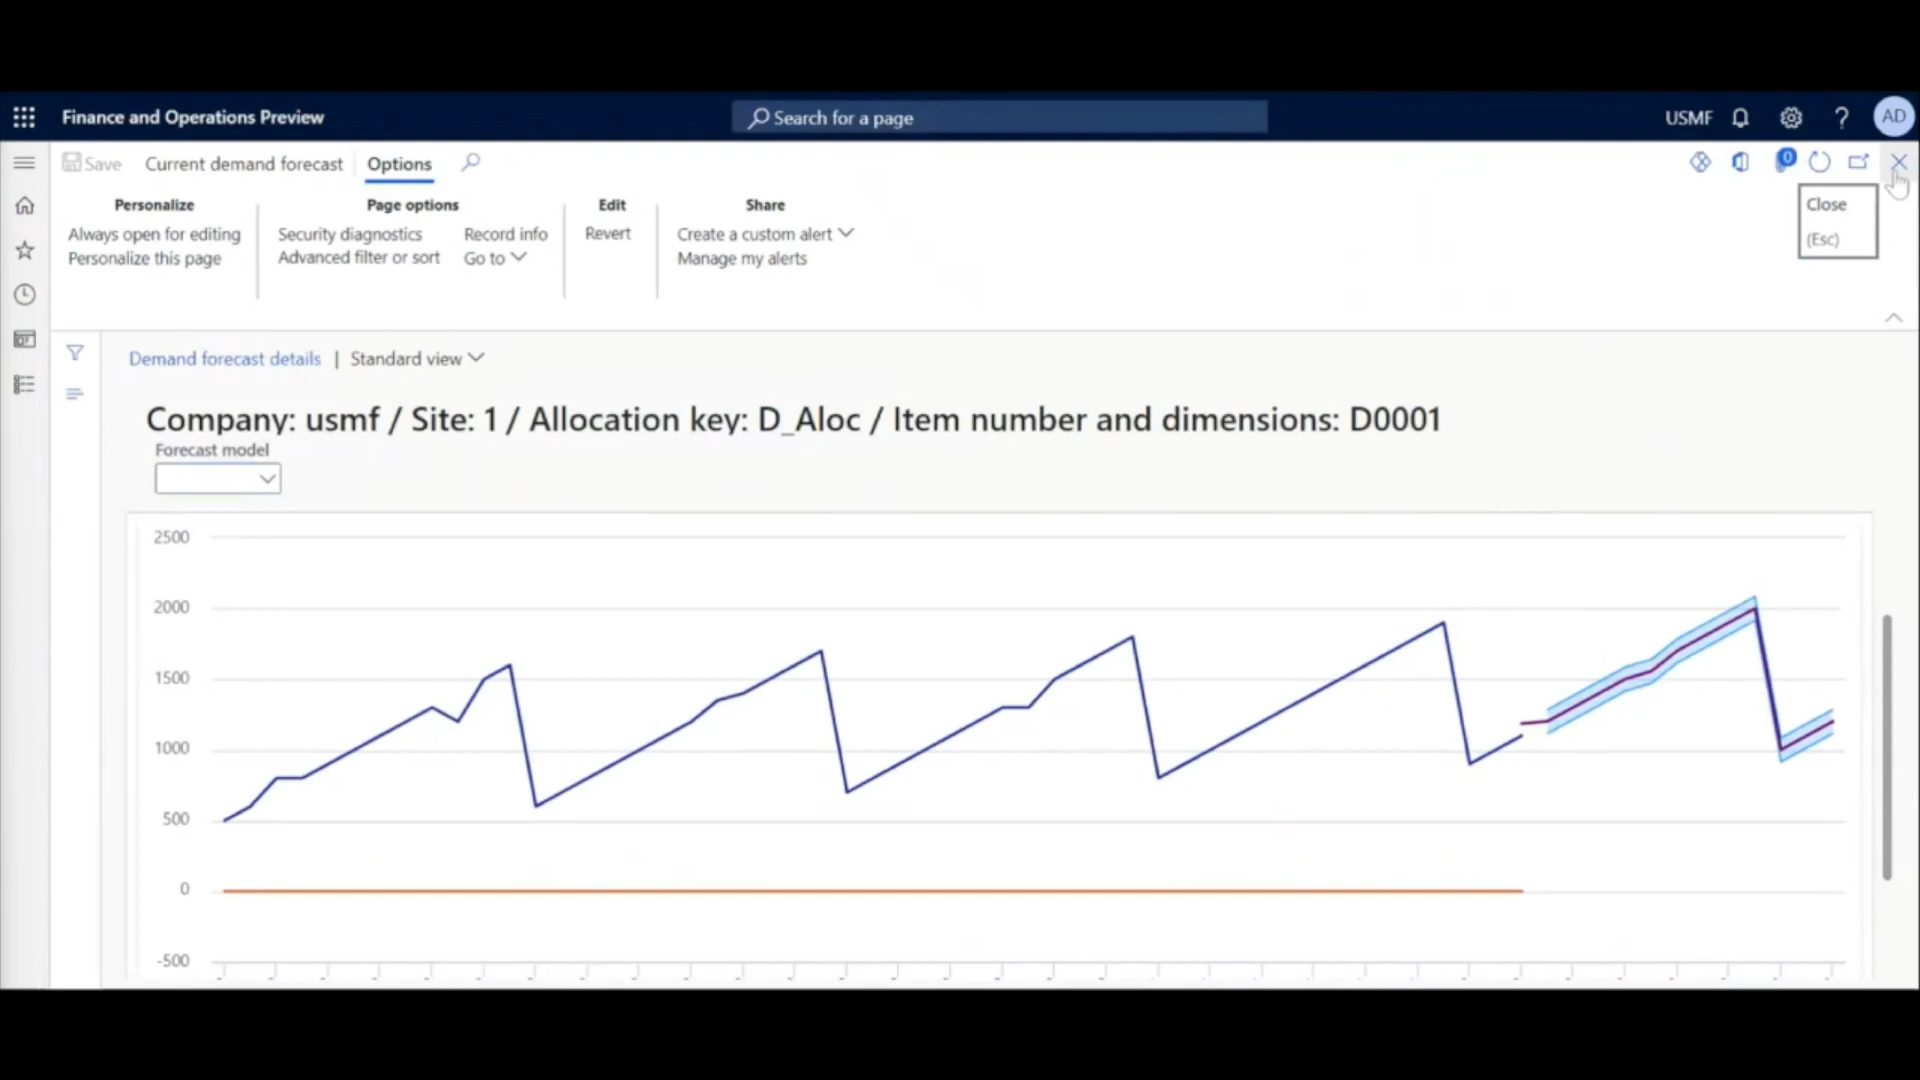 Finance and Operations Preview
Search for a page
USMF
?
AD
Save
Current demand forecast
Options
0
Personalize
Page options
Edit
Share
Close
(Esc)
Always open for editing
Security diagnostics
Record info
Revert
Create a custom alert
Personalize this page
Advanced filter or sort
Go to
Manage my alerts
Demand forecast details | Standard view
Company: usmf / Site: 1 / Allocation key: D_Aloc / Item number and dimensions: D0001
Forecast model
2500
2000
1500
1000
500
0
-500